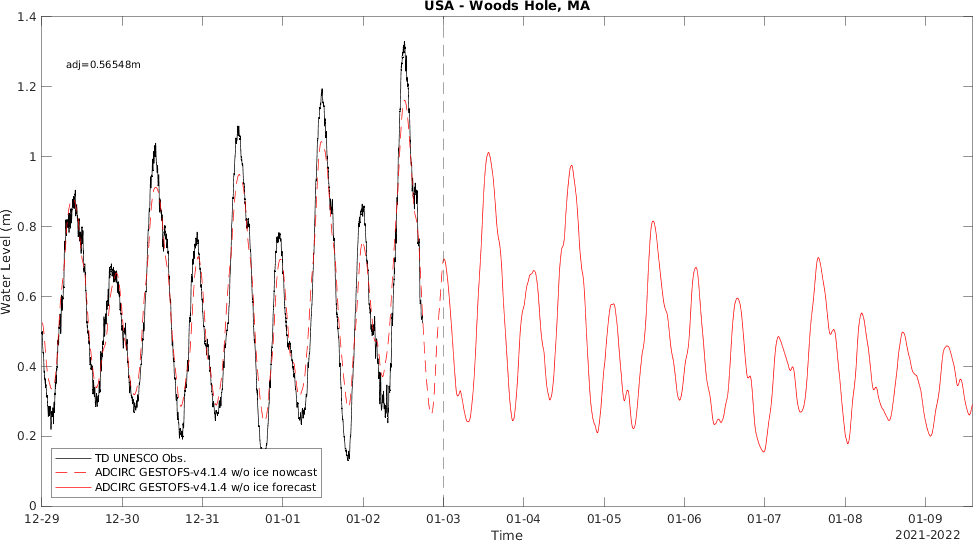 USA - Woods Hole, MA
1.4
adj=0.56548m
1.2
1
0.8
Water Level (m)
0.6
0.4
0.2
TD UNESCO Obs.
ADCIRC GESTOFS-v4.1.4 w/o ice nowcast
ADCIRC GESTOFS-v4.1.4 w/o ice forecast
0
12-29 12-30 12-31 01-01 01-02 01-03 01-04 01-05 01-06 01-07 01-08 01-09
Time
2021-2022